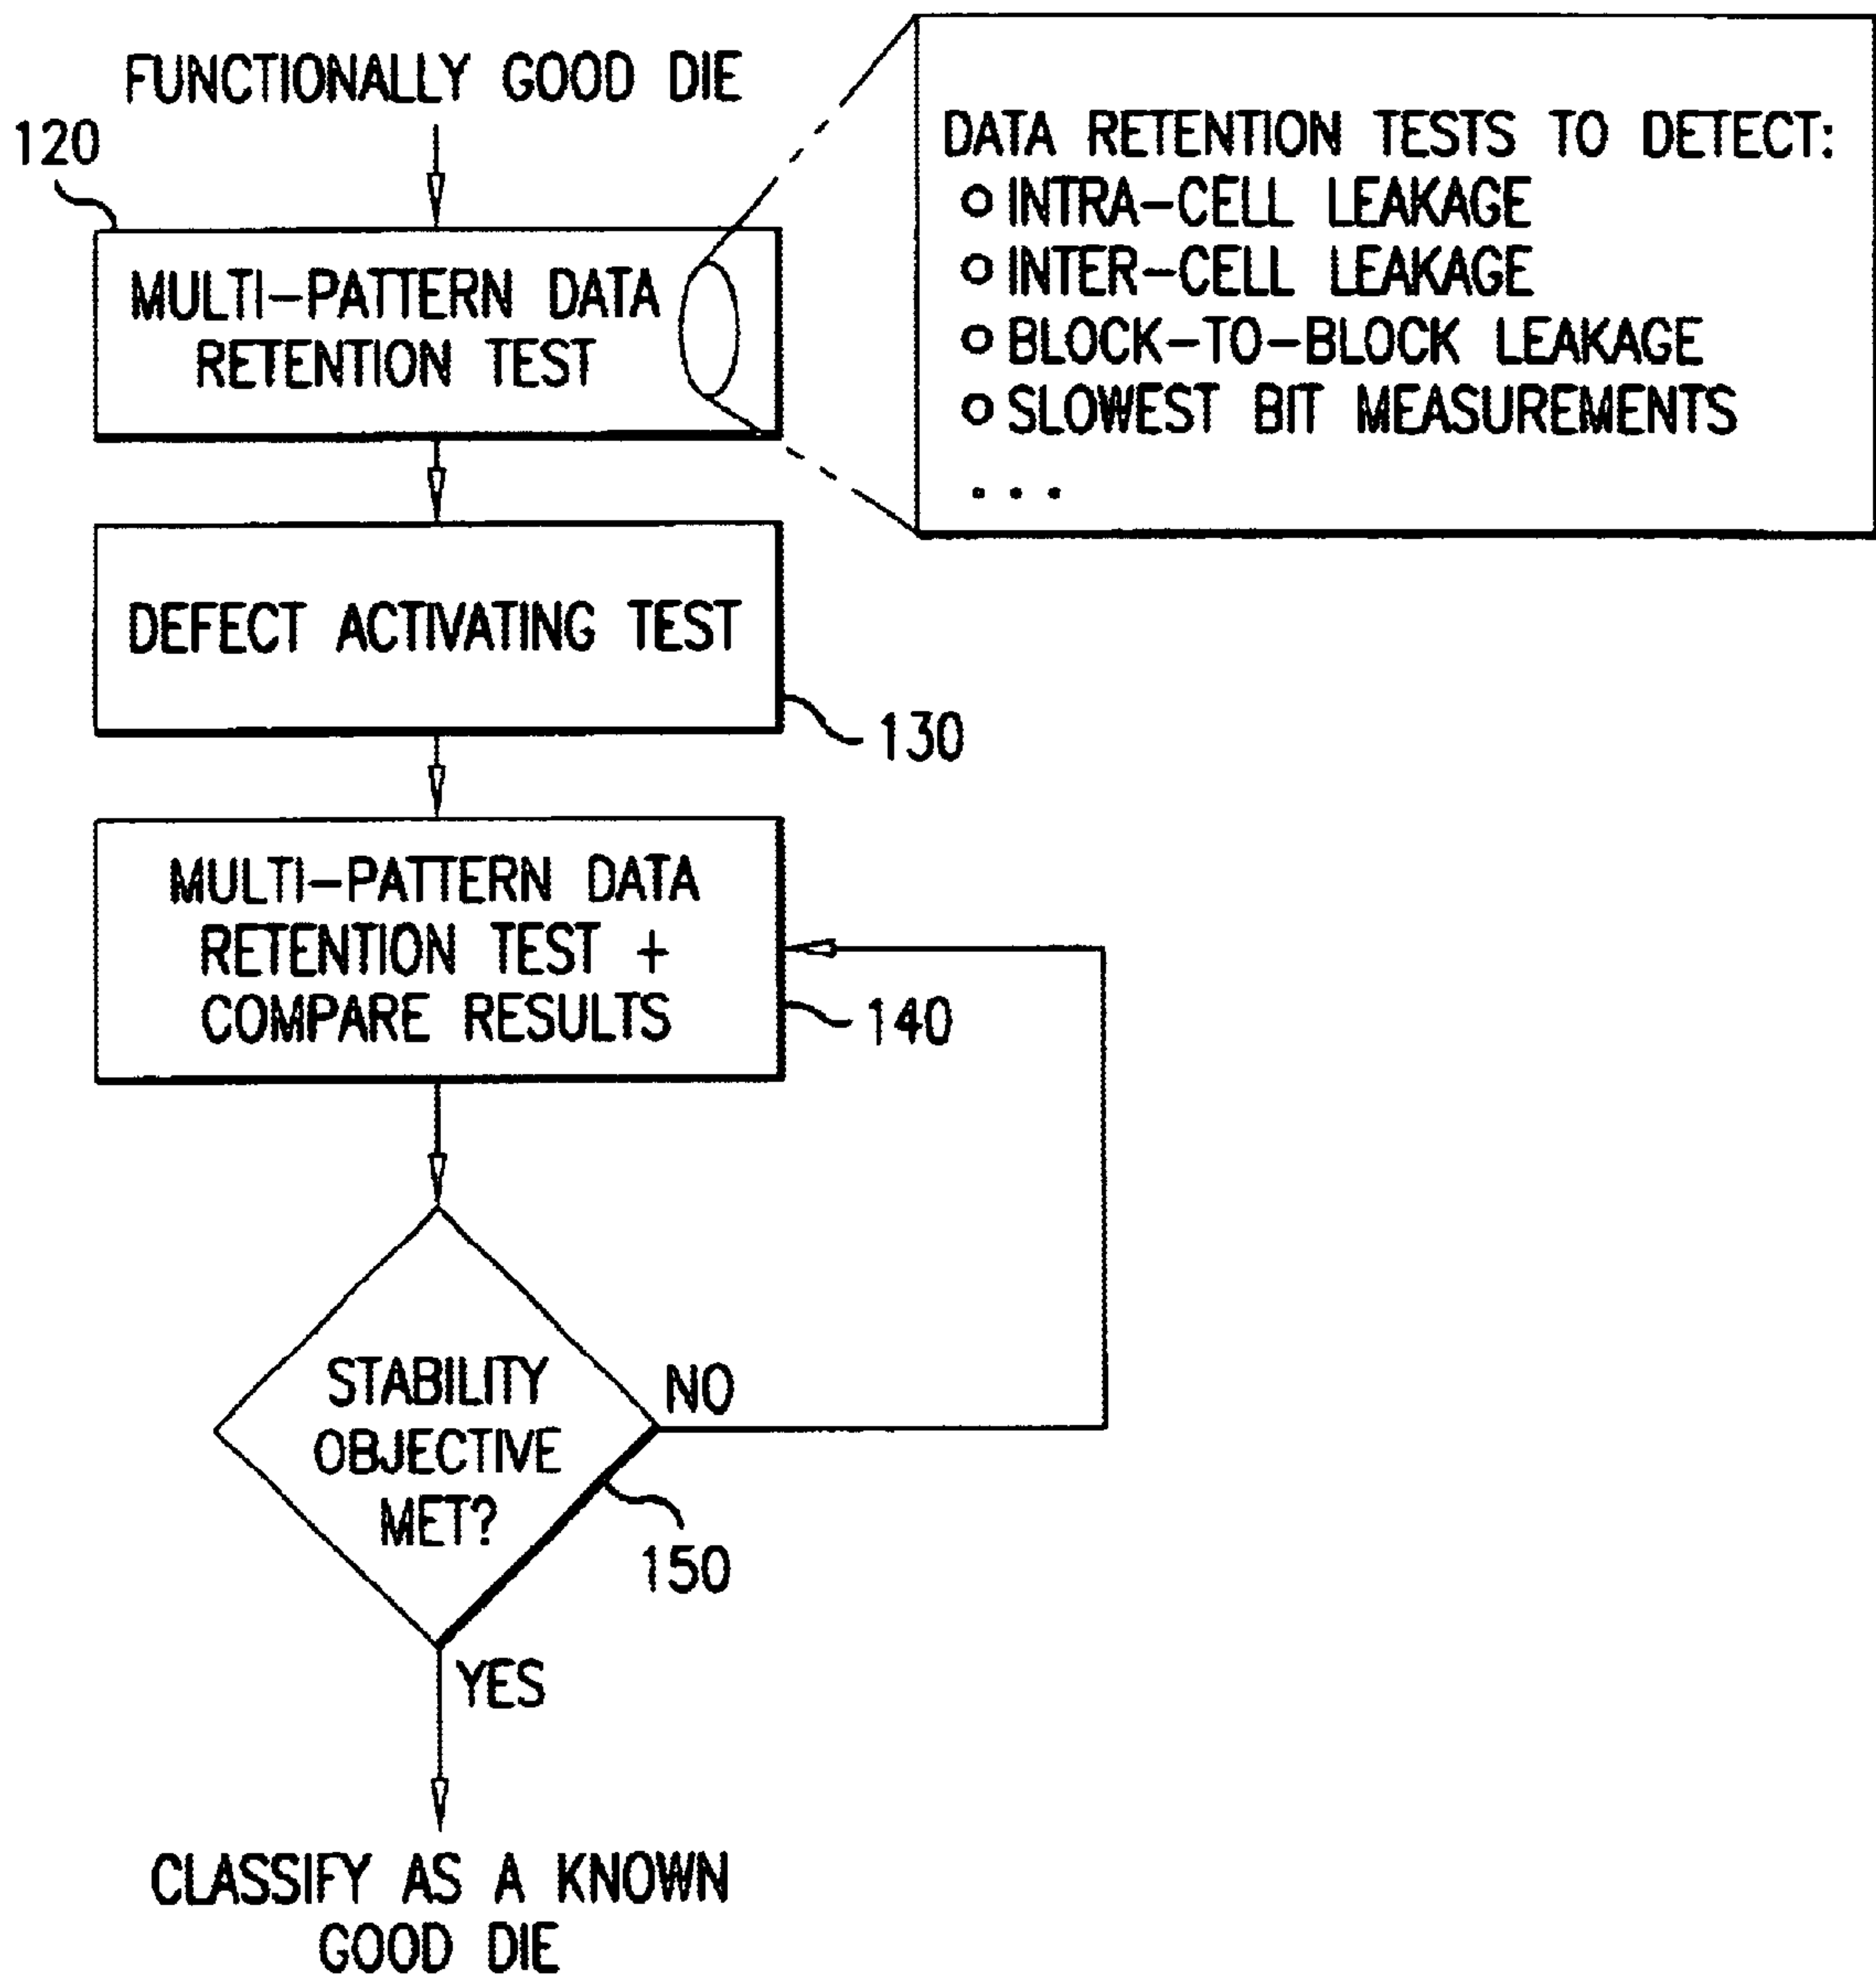 FUNCTIONALLY GOOD DIE
120
MULTI-PATTERN DATA
RETENTION TEST
DATA RETENTION TESTS TO DETECT:
o INTRA-CELL LEAKAGE
o INTER-CELL LEAKAGE
o BLOCK-TO-BLOCK LEAKAGE
o SLOWEST BIT MEASUREMENTS
. . .
DEFECT ACTIVATING TEST
130
MULTI-PATTERN DATA
RETENTION TEST +
COMPARE RESULTS
140
STABILITY
OBJECTIVE
MET?
NO
150
YES
CLASSIFY AS A KNOWN
GOOD DIE